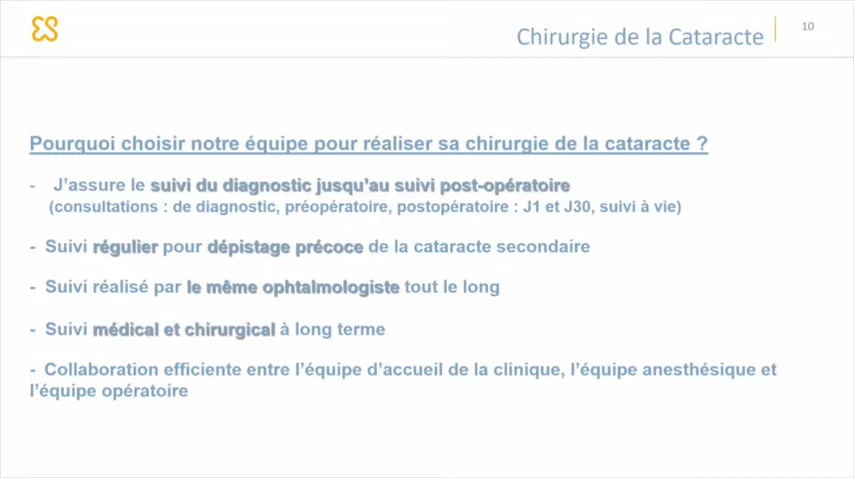 Chirurgie de la Cataracte
10
Pourquoi choisir notre équipe pour réaliser sa chirurgie de la cataracte ?
- J’assure le suivi du diagnostic jusqu’au suivi post-opératoire
(consultations : de diagnostic, préopératoire, postopératoire : J1 et J30, suivi à vie)
- Suivi régulier pour dépistage précoce de la cataracte secondaire
- Suivi réalisé par le même ophtalmologiste tout le long
- Suivi médical et chirurgical à long terme
- Collaboration efficiente entre l’équipe d’accueil de la clinique, l’équipe anesthésique et
l’équipe opératoire